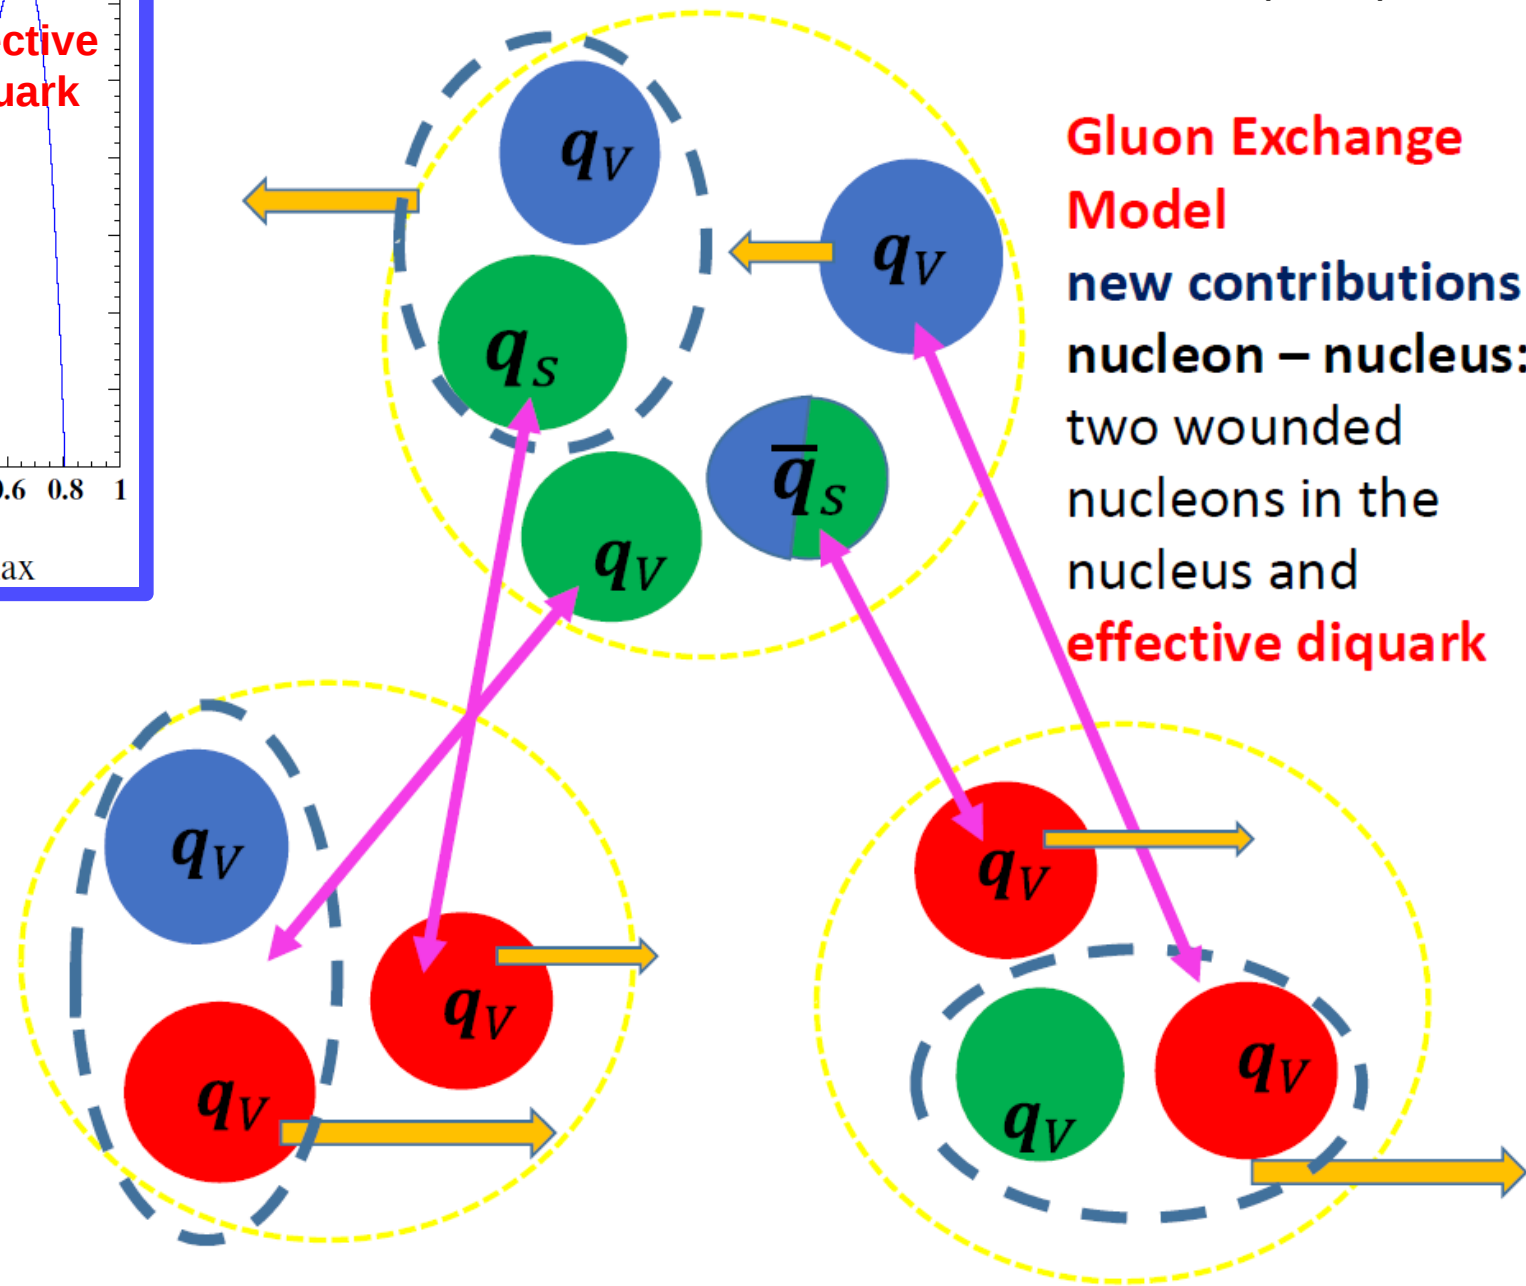 ective
uark
0.6 0.8 1
ax
Gluon Exchange
Model
new contributions
nucleon – nucleus:
two wounded
nucleons in the
nucleus and
effective diquark
q_V
q_V
q_s
q̅_s
q_V
q_V
q_V
q_V
q_V
q_V
q_V